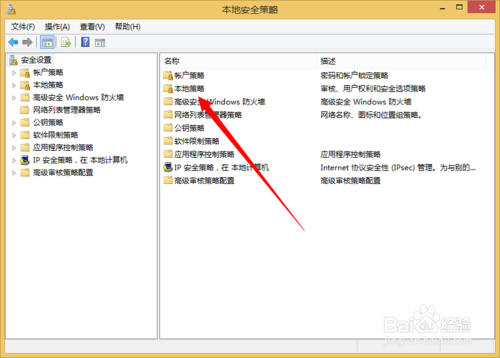 本地安全策略
文件(F) 操作(A) 查看(V) 帮助(H)
安全设置
帐户策略
本地策略
高级安全 Windows 防火墙
网络列表管理器策略
公钥策略
软件限制策略
应用程序控制策略
IP 安全策略，在 本地计算机
高级审核策略配置
名称 描述
帐户策略 密码和帐户锁定策略
本地策略 审核、用户权利和安全选项策略
高级安全 Windows 防火墙 高级安全 Windows 防火墙
网络列表管理器策略 网络名称、图标和位置组策略。
公钥策略
软件限制策略
应用程序控制策略 应用程序控制策略
IP 安全策略，在 本地计算机 Internet 协议安全性 (IPsec) 管理。为与别的...
高级审核策略配置 高级审核策略配置
Baidu 经验
jingyan.baidu.com